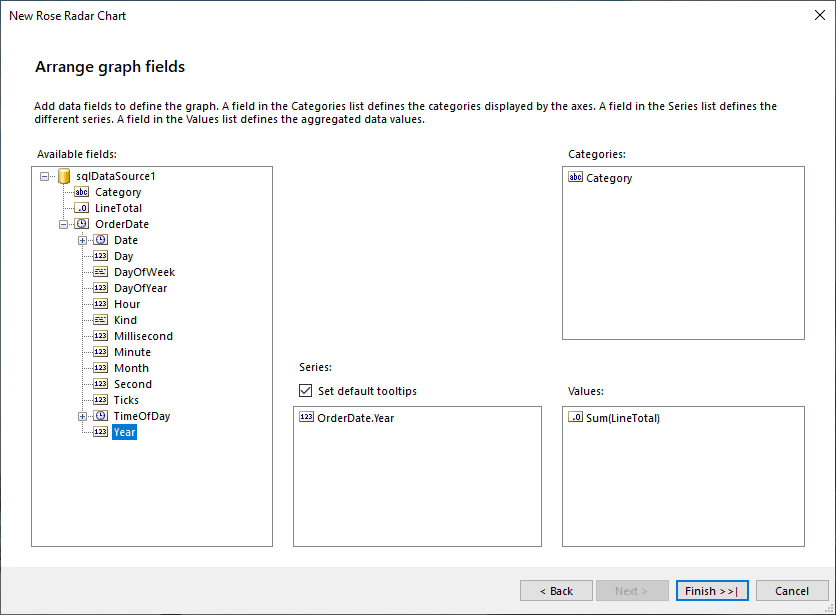 New Rose Radar Chart
Arrange graph fields
Add data fields to define the graph. A field in the Categories list defines the categories displayed by the axes. A field in the Series list defines the
different series. A field in the Values list defines the aggregated data values.
Available fields:
sqlDataSource1
abc Category
.0 LineTotal
OrderDate
Date
123 Day
DayOfWeek
123 DayOfYear
123 Hour
Kind
123 Millisecond
123 Minute
123 Month
123 Second
123 Ticks
TimeOfDay
123 Year
Series:
Set default tooltips
123 OrderDate.Year
Categories:
abc Category
Values:
.0 Sum(LineTotal)
< Back
Next >
Finish >>|
Cancel